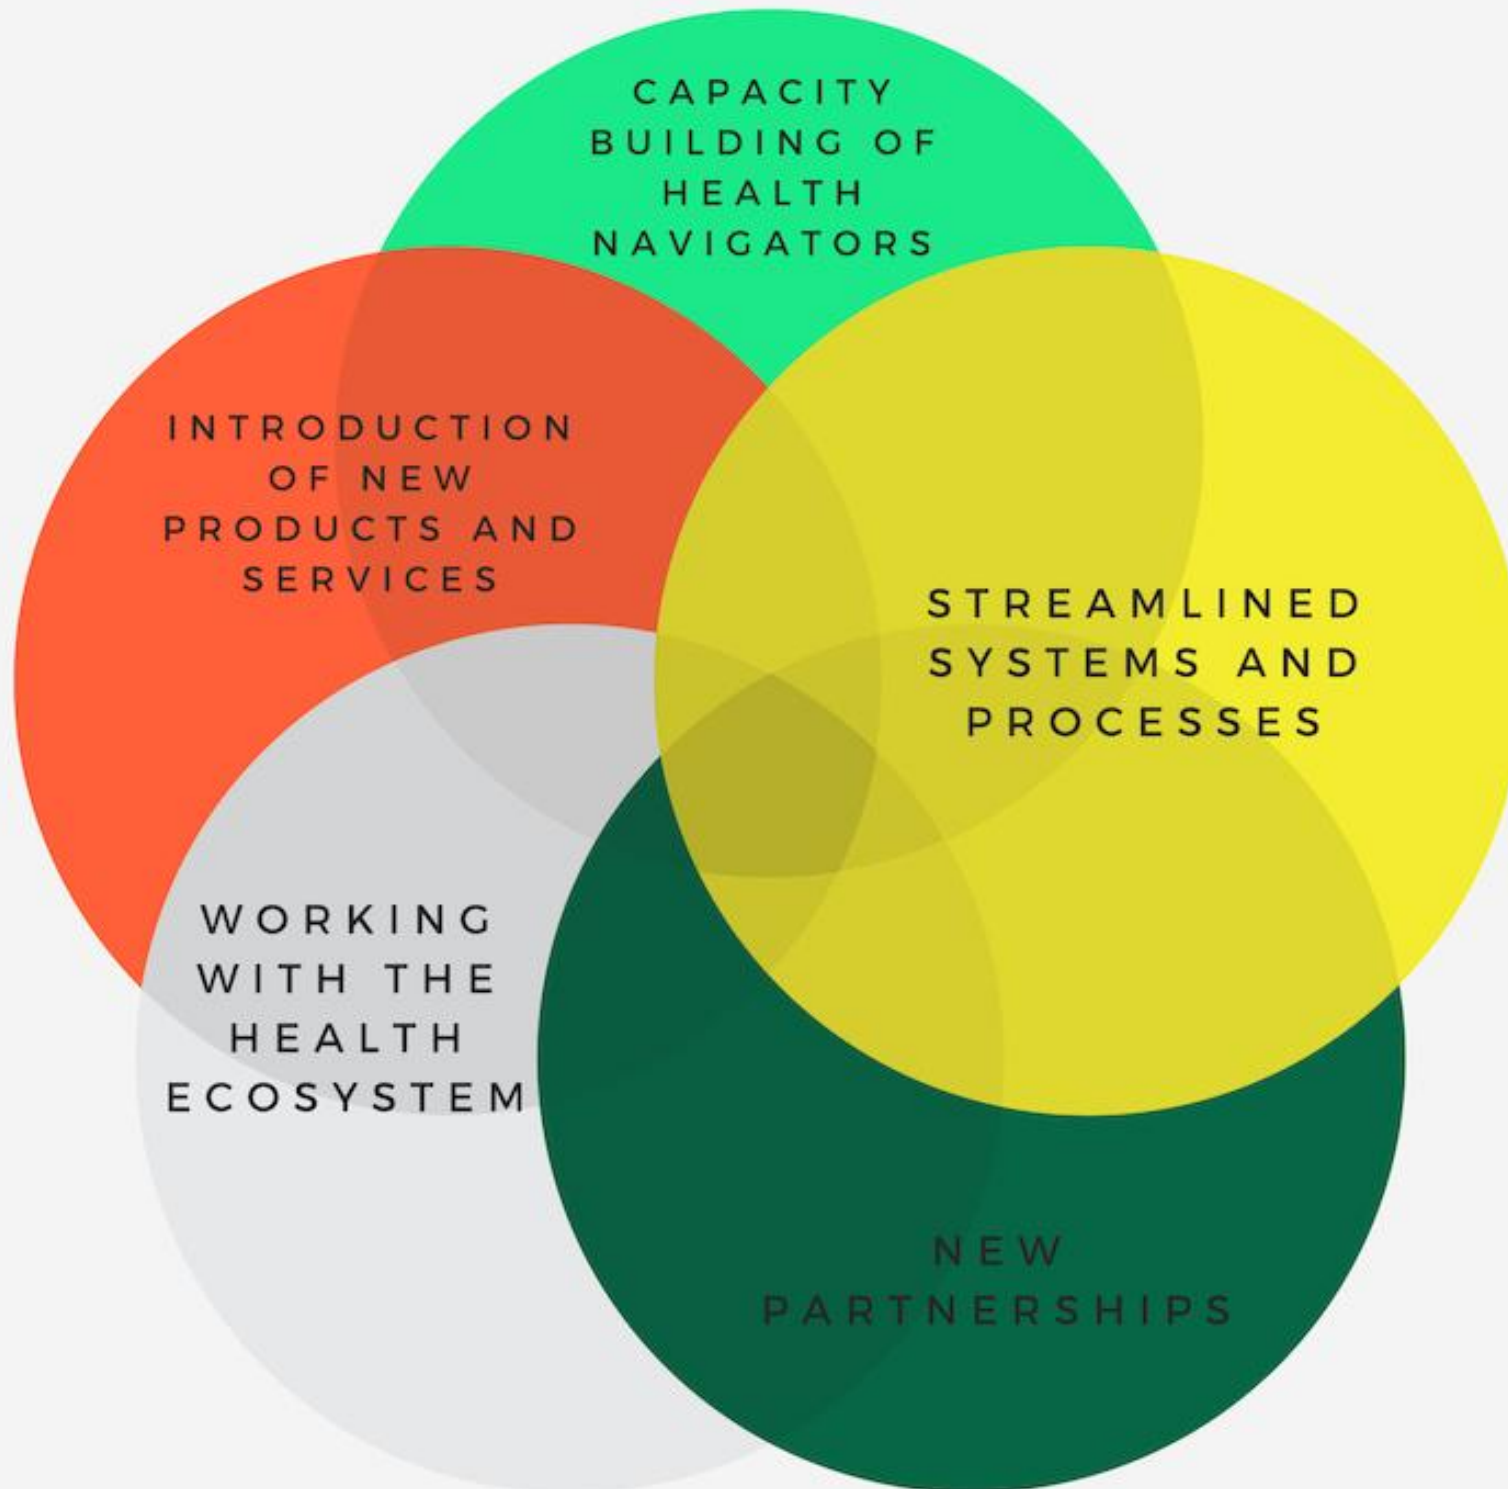 CAPACITY
BUILDING OF
HEALTH
NAVIGATORS
INTRODUCTION
OF NEW
PRODUCTS AND
SERVICES
STREAMLINED
SYSTEMS AND
PROCESSES
WORKING
WITH THE
HEALTH
ECOSYSTEM
NEW
PARTNERSHIPS